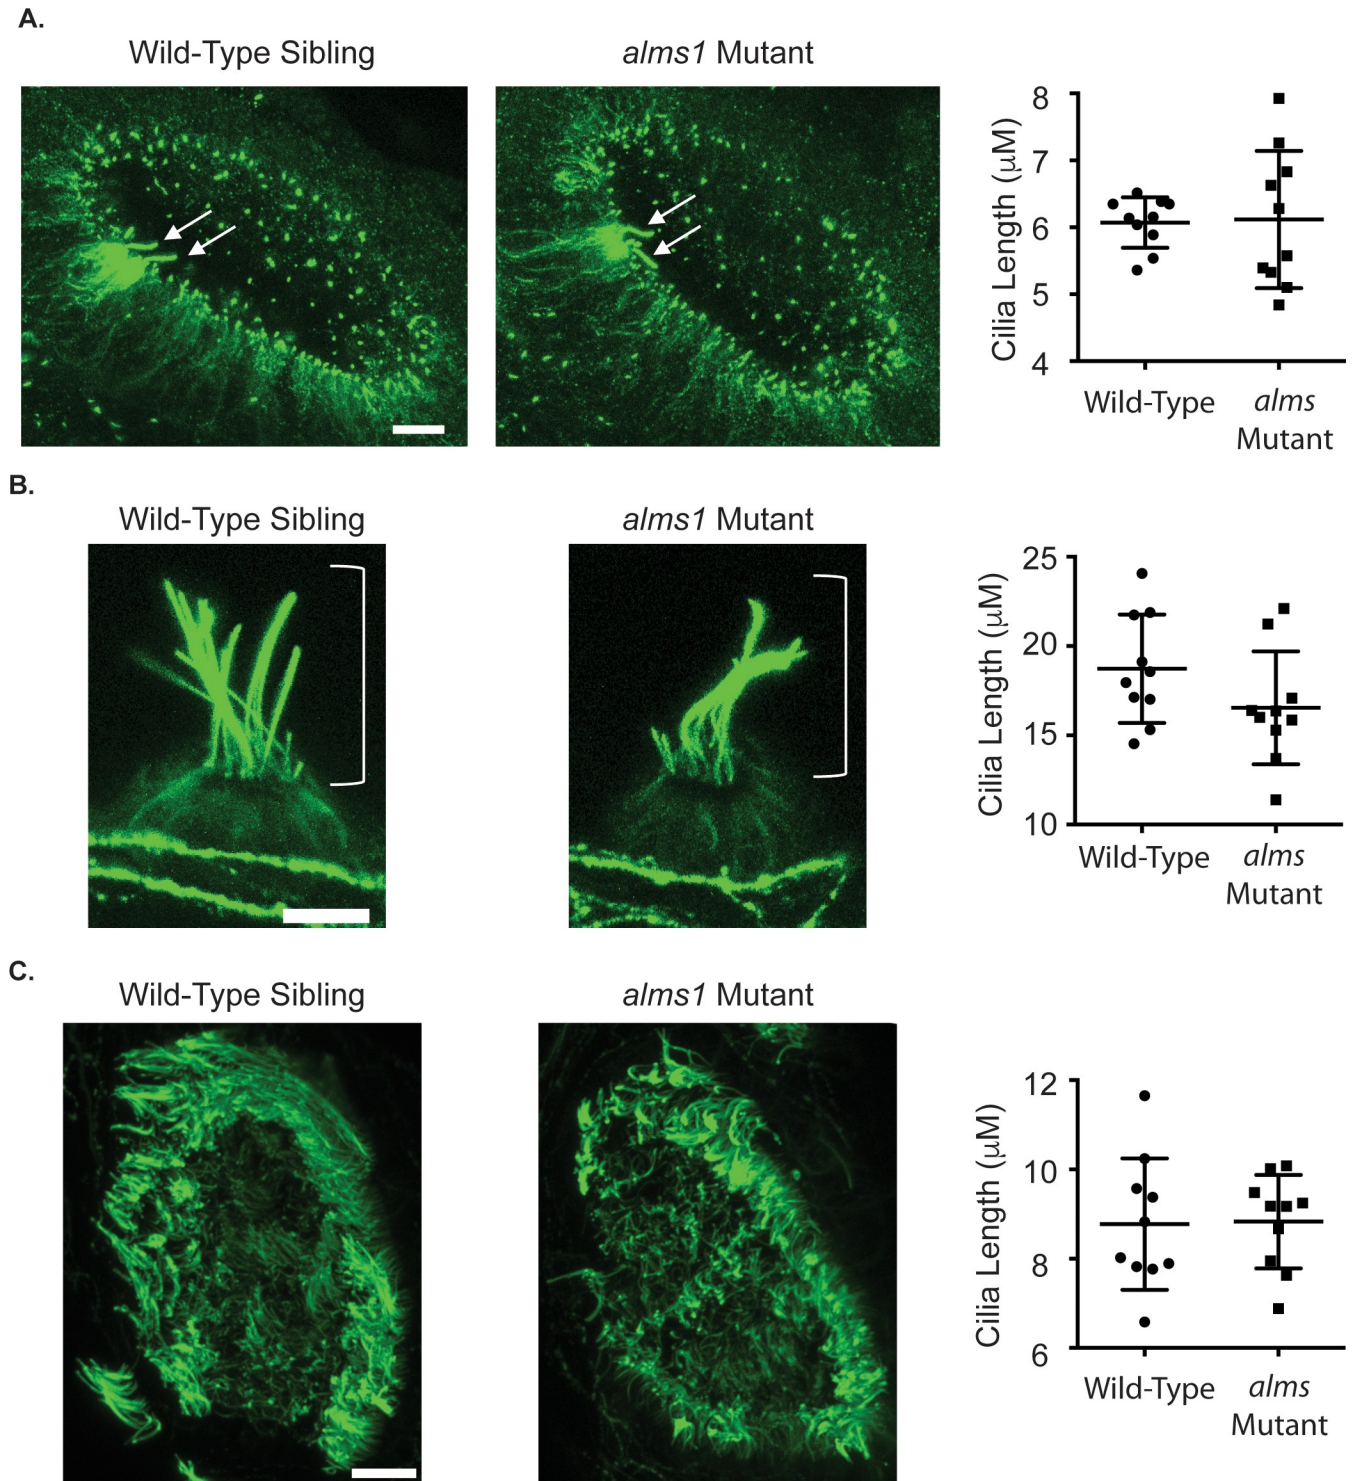 A.
Wild-Type Sibling
alms1 Mutant
8
7
6
5
4
Cilia Length (μM)
Wild-Type
alms
Mutant
B.
Wild-Type Sibling
alms1 Mutant
25
20
15
10
Cilia Length (μM)
Wild-Type
alms
Mutant
C.
Wild-Type Sibling
alms1 Mutant
12
10
8
6
Cilia Length (μM)
Wild-Type
alms
Mutant